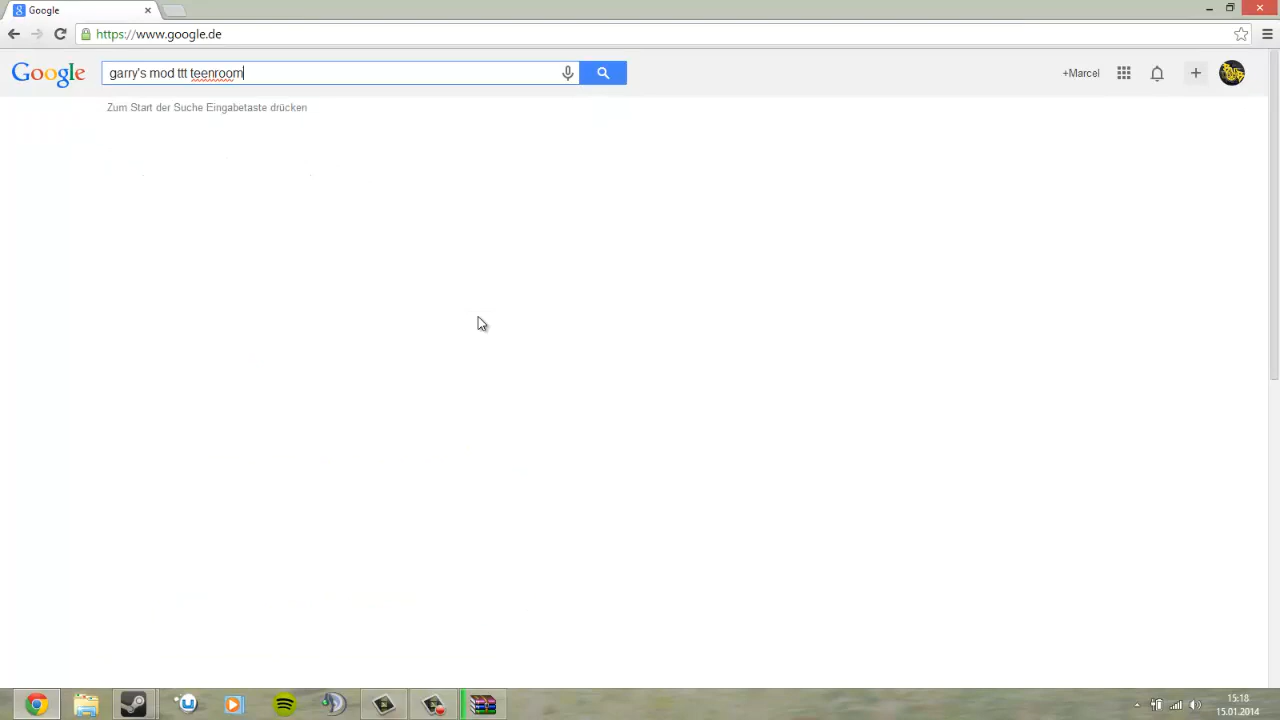 Google
https://www.google.de
Google
garry's mod ttt teenroom
+Marcel
Zum Start der Suche Eingabetaste drücken
15:18
15.01.2014